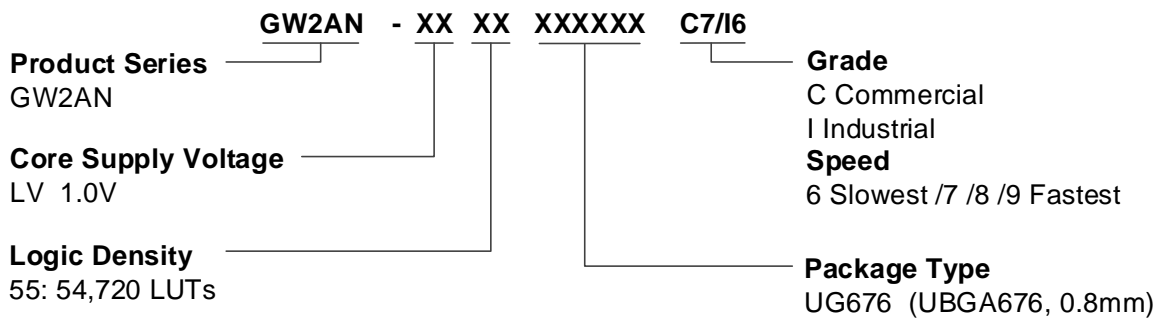 GW2AN - XX XX XXXXXX C7/I6
Product Series
GW2AN
Core Supply Voltage
LV 1.0V
Logic Density
55: 54,720 LUTs
Grade
C Commercial
I Industrial
Speed
6 Slowest /7 /8 /9 Fastest
Package Type
UG676 (UBGA676, 0.8mm)